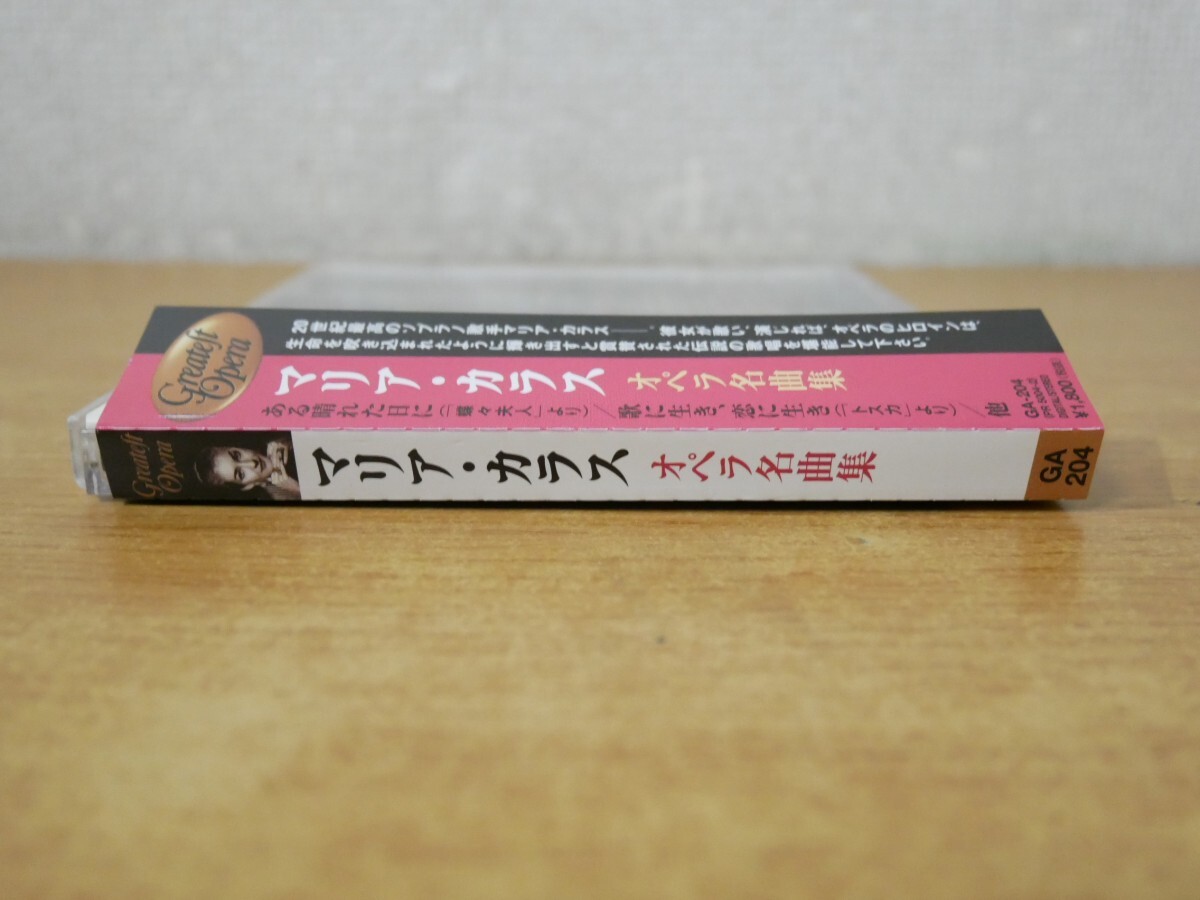 Greatest
Opera
20世紀最高のソプラノ歌手マリア・カラス――。彼女が歌い、演じれば、オペラのヒロインは、
生命を吹き込まれたように輝き出すと賞賛された伝説の歌唱を堪能して下さい。
マリア・カラス オペラ名曲集
ある晴れた日に(「蝶々夫人」より)/歌に生き、恋に生き(「トスカ」より)/他
GA-204
DIGITAL STEREO
¥1,800
Greatest
Opera
マリア・カラス オペラ名曲集
GA
204